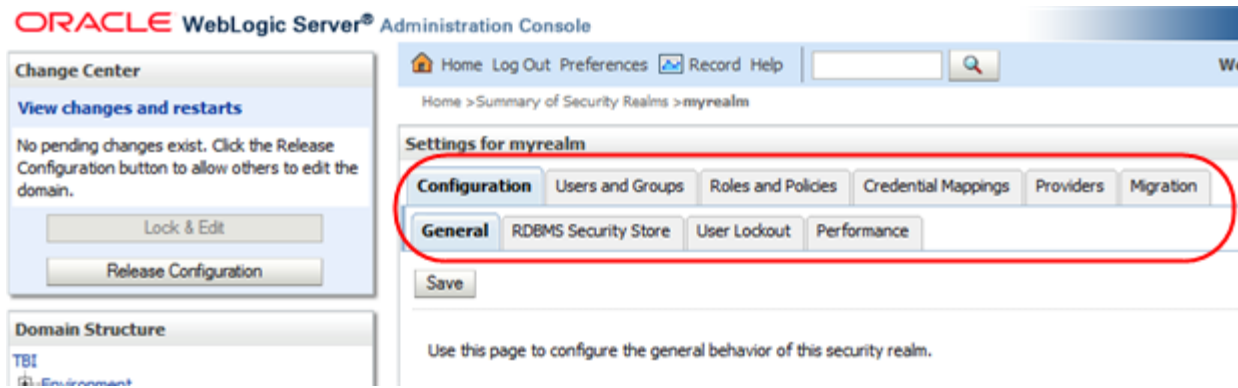 ORACLE WebLogic Server® Administration Console
Change Center
View changes and restarts
No pending changes exist. Click the Release
Configuration button to allow others to edit the
domain.
Lock & Edit
Release Configuration
Domain Structure
TBI
Environment
Home Log Out Preferences Record Help
Home >Summary of Security Realms >myrealm
Settings for myrealm
Configuration Users and Groups Roles and Policies Credential Mappings Providers Migration
General RDBMS Security Store User Lockout Performance
Save
Use this page to configure the general behavior of this security realm.